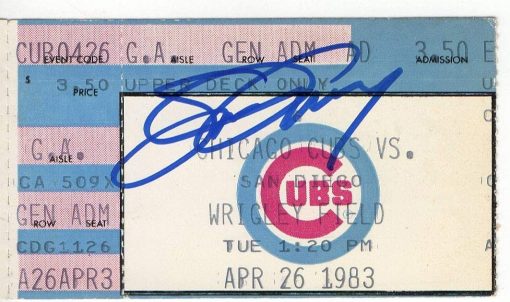 CUB0426 G.A. GEN ADM AD 3.50 E
EVENT CODE AISLE ROW SEAT ADMISSION
$ 3.50 UPPER DECK ONLY
PRICE
G.A. CHICAGO CUBS VS.
AISLE
CA 509X SAN DIEGO
CUBS
GEN ADM WRIGLEY FIELD
ROW SEAT
CDG1126 TUE 1:20 PM
A26APR3 APR 26 1983